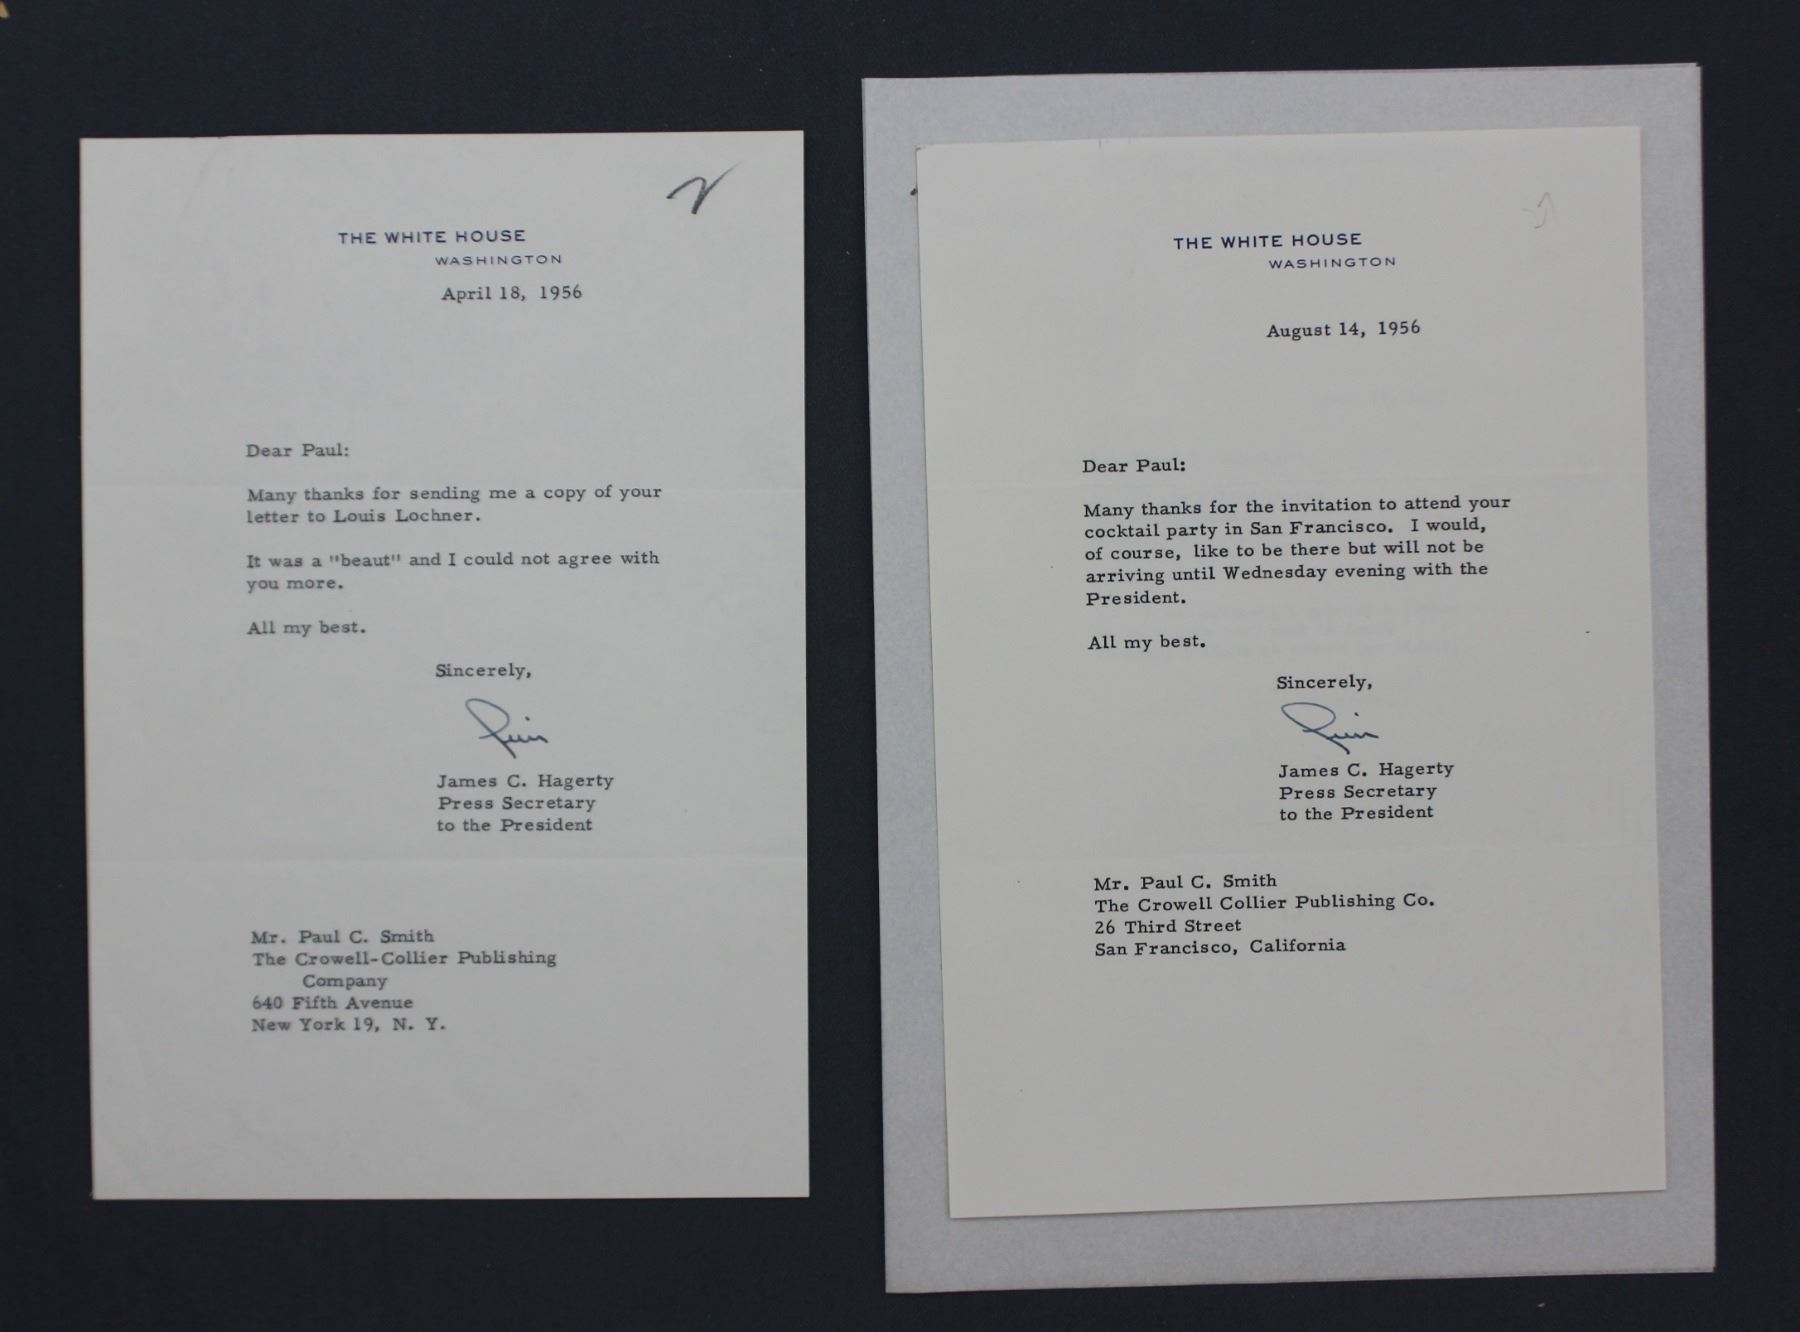 THE WHITE HOUSE
WASHINGTON
April 18, 1956
Dear Paul:
Many thanks for sending me a copy of your
letter to Louis Lochner.
It was a "beaut" and I could not agree with
you more.
All my best.
Sincerely,
Jim
James C. Hagerty
Press Secretary
to the President
Mr. Paul C. Smith
The Crowell-Collier Publishing
Company
640 Fifth Avenue
New York 19, N. Y.
THE WHITE HOUSE
WASHINGTON
August 14, 1956
Dear Paul:
Many thanks for the invitation to attend your
cocktail party in San Francisco. I would,
of course, like to be there but will not be
arriving until Wednesday evening with the
President.
All my best.
Sincerely,
Jim
James C. Hagerty
Press Secretary
to the President
Mr. Paul C. Smith
The Crowell Collier Publishing Co.
26 Third Street
San Francisco, California